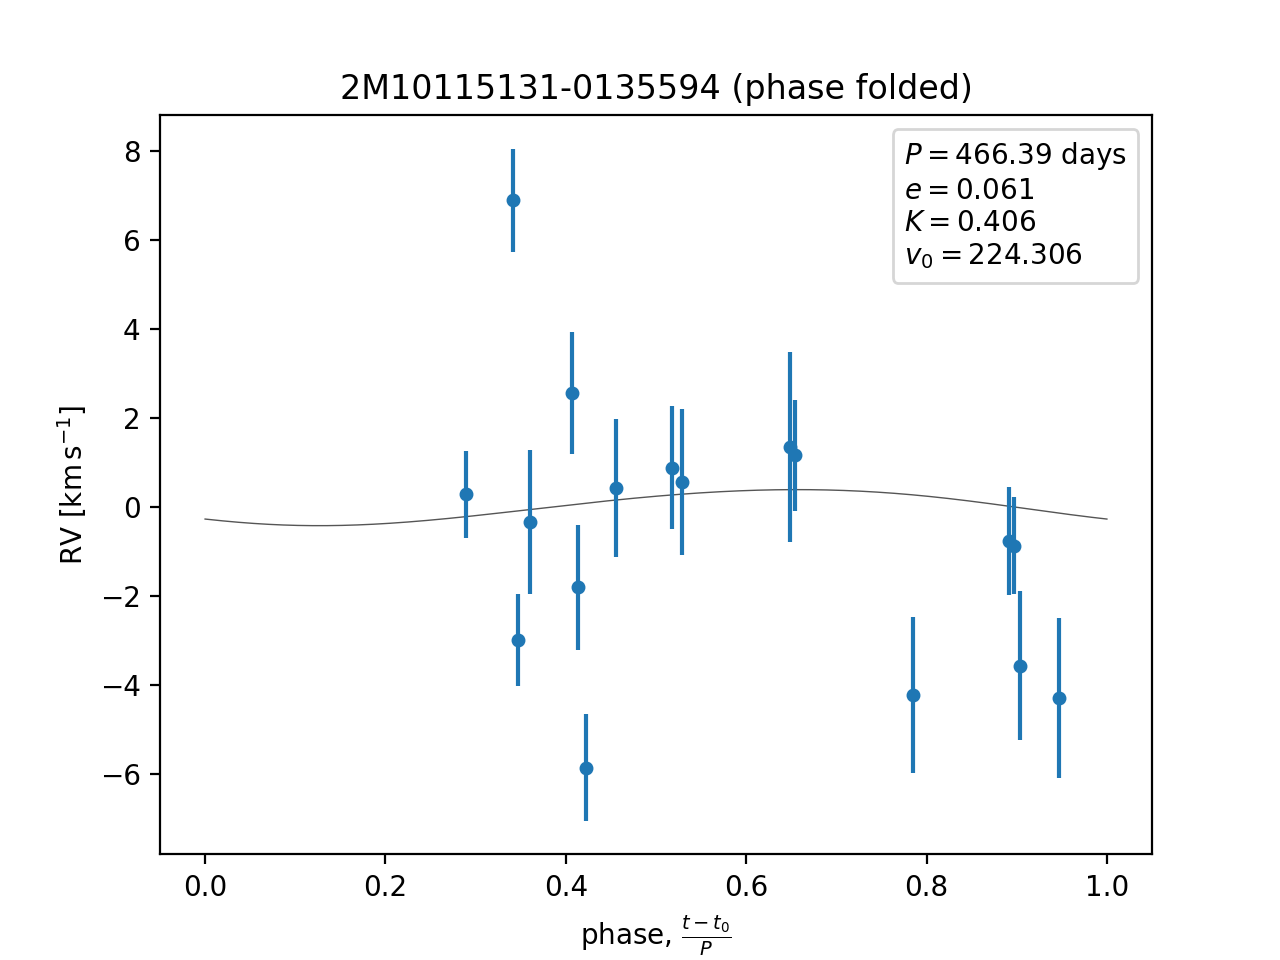 2M10115131-0135594 (phase folded)
P = 466.39 days
e = 0.061
K = 0.406
v₀ = 224.306
8
6
4
2
0
−2
−4
−6
RV [km s⁻¹]
0.0 0.2 0.4 0.6 0.8 1.0
phase, (t − t₀)/P